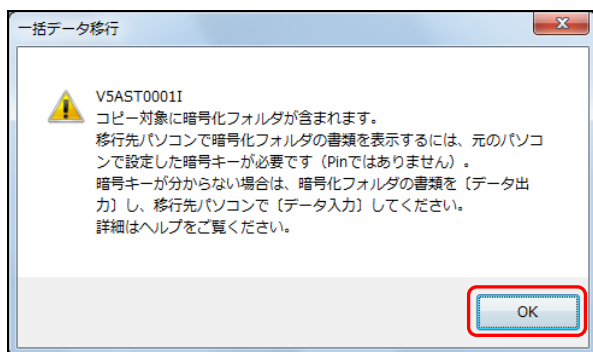 一括データ移行
V5AST0001I
コピー対象に暗号化フォルダが含まれます。
移行先パソコンで暗号化フォルダの書類を表示するには、元のパソコ
ンで設定した暗号キーが必要です（Pinではありません）。
暗号キーが分からない場合は、暗号化フォルダの書類を〔データ出
力〕し、移行先パソコンで〔データ入力〕してください。
詳細はヘルプをご覧ください。
OK